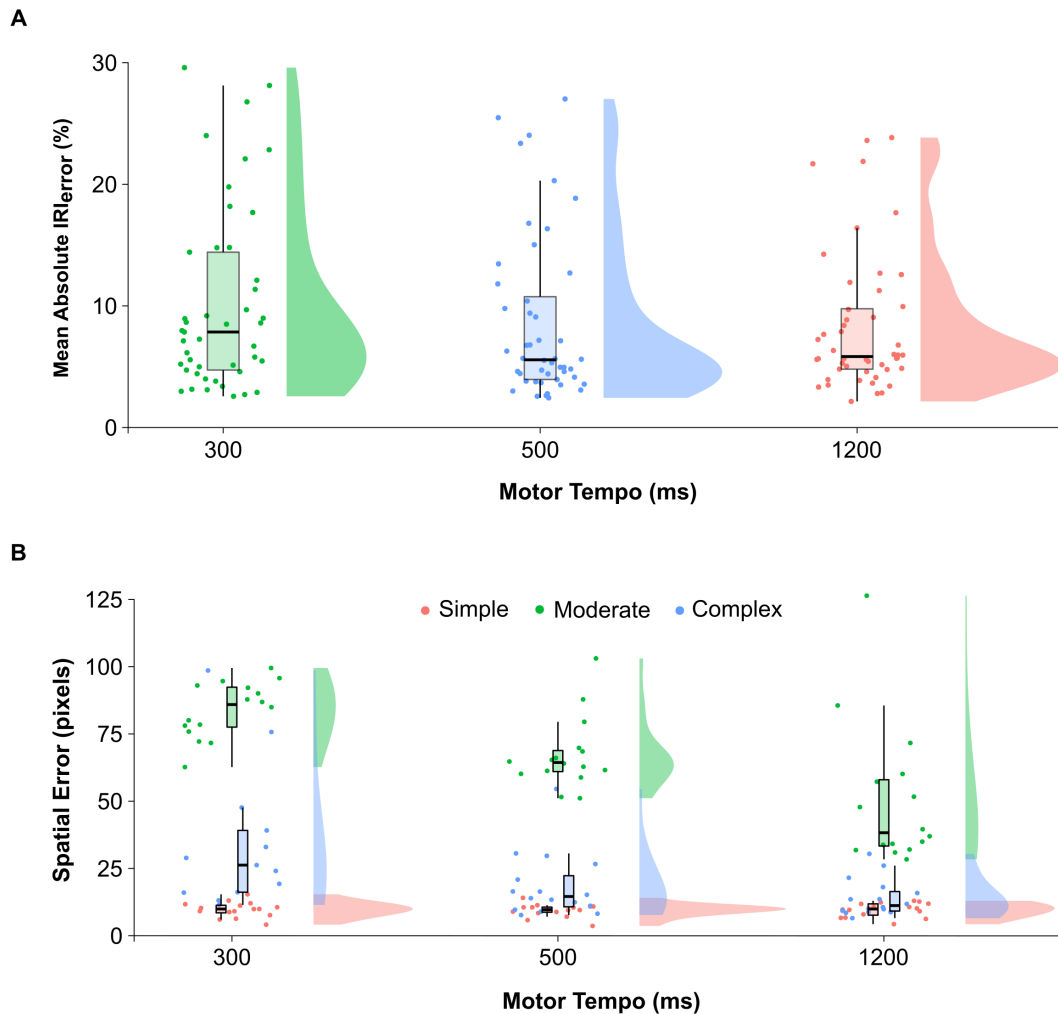 A
Mean Absolute IRIerror (%)
30
20
10
0
300
500
1200
Motor Tempo (ms)
B
Spatial Error (pixels)
Simple
Moderate
Complex
125
100
75
50
25
0
300
500
1200
Motor Tempo (ms)